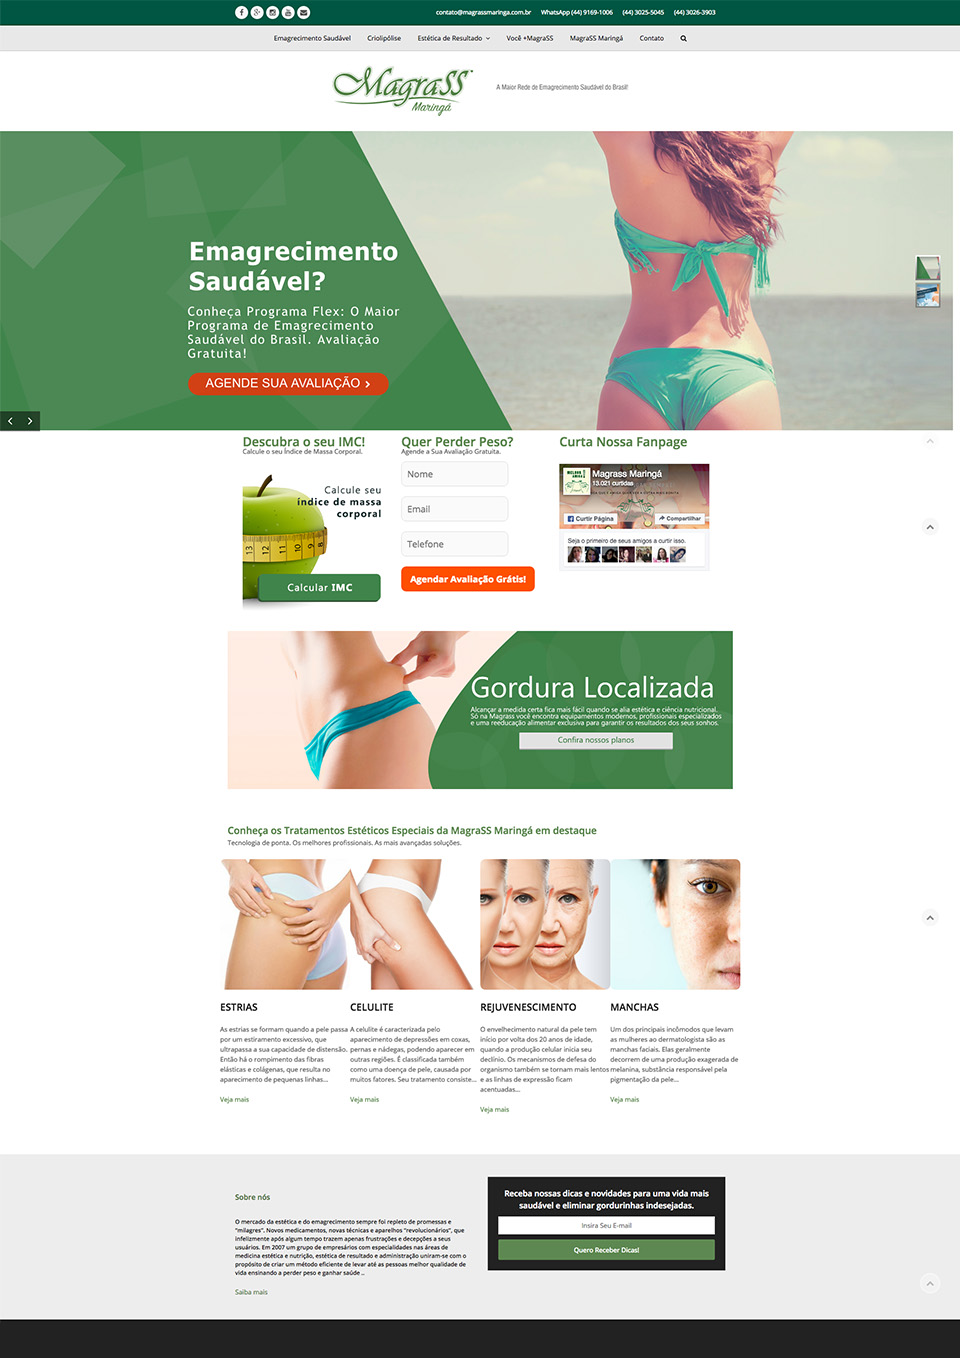 contato@magrassmaringa.com.br WhatsApp (44) 9169-1006 (44) 3025-5045 (44) 3026-3903
Emagrecimento Saudável Criolipólise Estética de Resultado Você +MagraSS MagraSS Maringá Contato
MagraSS
Maringá
A Maior Rede de Emagrecimento Saudável do Brasil!
Emagrecimento
Saudável?
Conheça Programa Flex: O Maior
Programa de Emagrecimento
Saudável do Brasil. Avaliação
Gratuita!
AGENDE SUA AVALIAÇÃO
Descubra o seu IMC!
Calcule o seu Índice de Massa Corporal.
Calcule seu
índice de massa
corporal
13 12 11 10 9 8
Calcular IMC
Quer Perder Peso?
Agende a Sua Avaliação Gratuita.
Nome
Email
Telefone
Agendar Avaliação Grátis!
Curta Nossa Fanpage
Magrass Maringá
13.021 curtidas
Curtir Página
Compartilhar
Seja o primeiro de seus amigos a curtir isso.
Gordura Localizada
Alcançar a medida certa fica mais fácil quando se alia estética e ciência nutricional.
Só na Magrass você encontra equipamentos modernos, profissionais especializados
e uma reeducação alimentar exclusiva para garantir os resultados dos seus sonhos.
Confira nossos planos
Conheça os Tratamentos Estéticos Especiais da MagraSS Maringá em destaque
Tecnologia de ponta. Os melhores profissionais. As mais avançadas soluções.
ESTRIAS
As estrias se formam quando a pele passa
por um estiramento excessivo, que
ultrapassa a sua capacidade de distensão.
Então há o rompimento das fibras
elásticas e colágenas, que resulta no
aparecimento de pequenas linhas...
Veja mais
CELULITE
A celulite é caracterizada pelo
aparecimento de depressões em coxas,
pernas e nádegas, podendo aparecer em
outras regiões. É classificada também
como uma doença de pele, causada por
muitos fatores. Seu tratamento consiste...
Veja mais
REJUVENESCIMENTO
O envelhecimento natural da pele tem
início por volta dos 20 anos de idade,
quando a produção celular inicia seu
declínio. Os mecanismos de defesa do
organismo também se tornam mais lentos
e as linhas de expressão ficam
acentuadas...
Veja mais
MANCHAS
Um dos principais incômodos que levam
as mulheres ao dermatologista são as
manchas faciais. Elas geralmente
decorrem de uma produção exagerada de
melanina, substância responsável pela
pigmentação da pele...
Veja mais
Sobre nós
O mercado da estética e do emagrecimento sempre foi repleto de promessas e
"milagres". Novos medicamentos, novas técnicas e aparelhos "revolucionários", que
infelizmente após algum tempo trazem apenas frustrações e decepções a seus
usuários. Em 2007 um grupo de empresários com especialidades nas áreas de
medicina estética e nutrição, estética de resultado e administração uniram-se com o
propósito de criar um método eficiente de levar até as pessoas melhor qualidade de
vida ensinando a perder peso e ganhar saúde ..
Saiba mais
Receba nossas dicas e novidades para uma vida mais
saudável e eliminar gordurinhas indesejadas.
Insira Seu E-mail
Quero Receber Dicas!